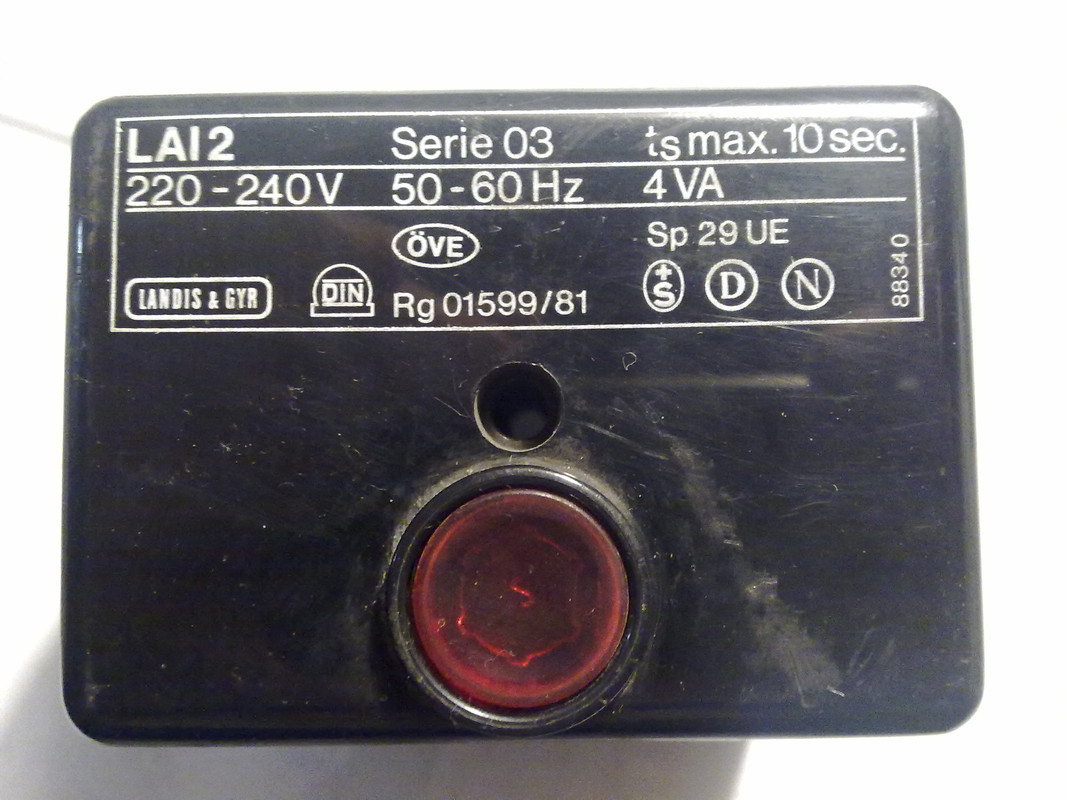 LAI2 Serie 03 ts max. 10 sec.
220-240V 50-60 Hz 4 VA
ÖVE Sp 29 UE
LANDIS & GYR DIN Rg 01599/81 +S D N
88340